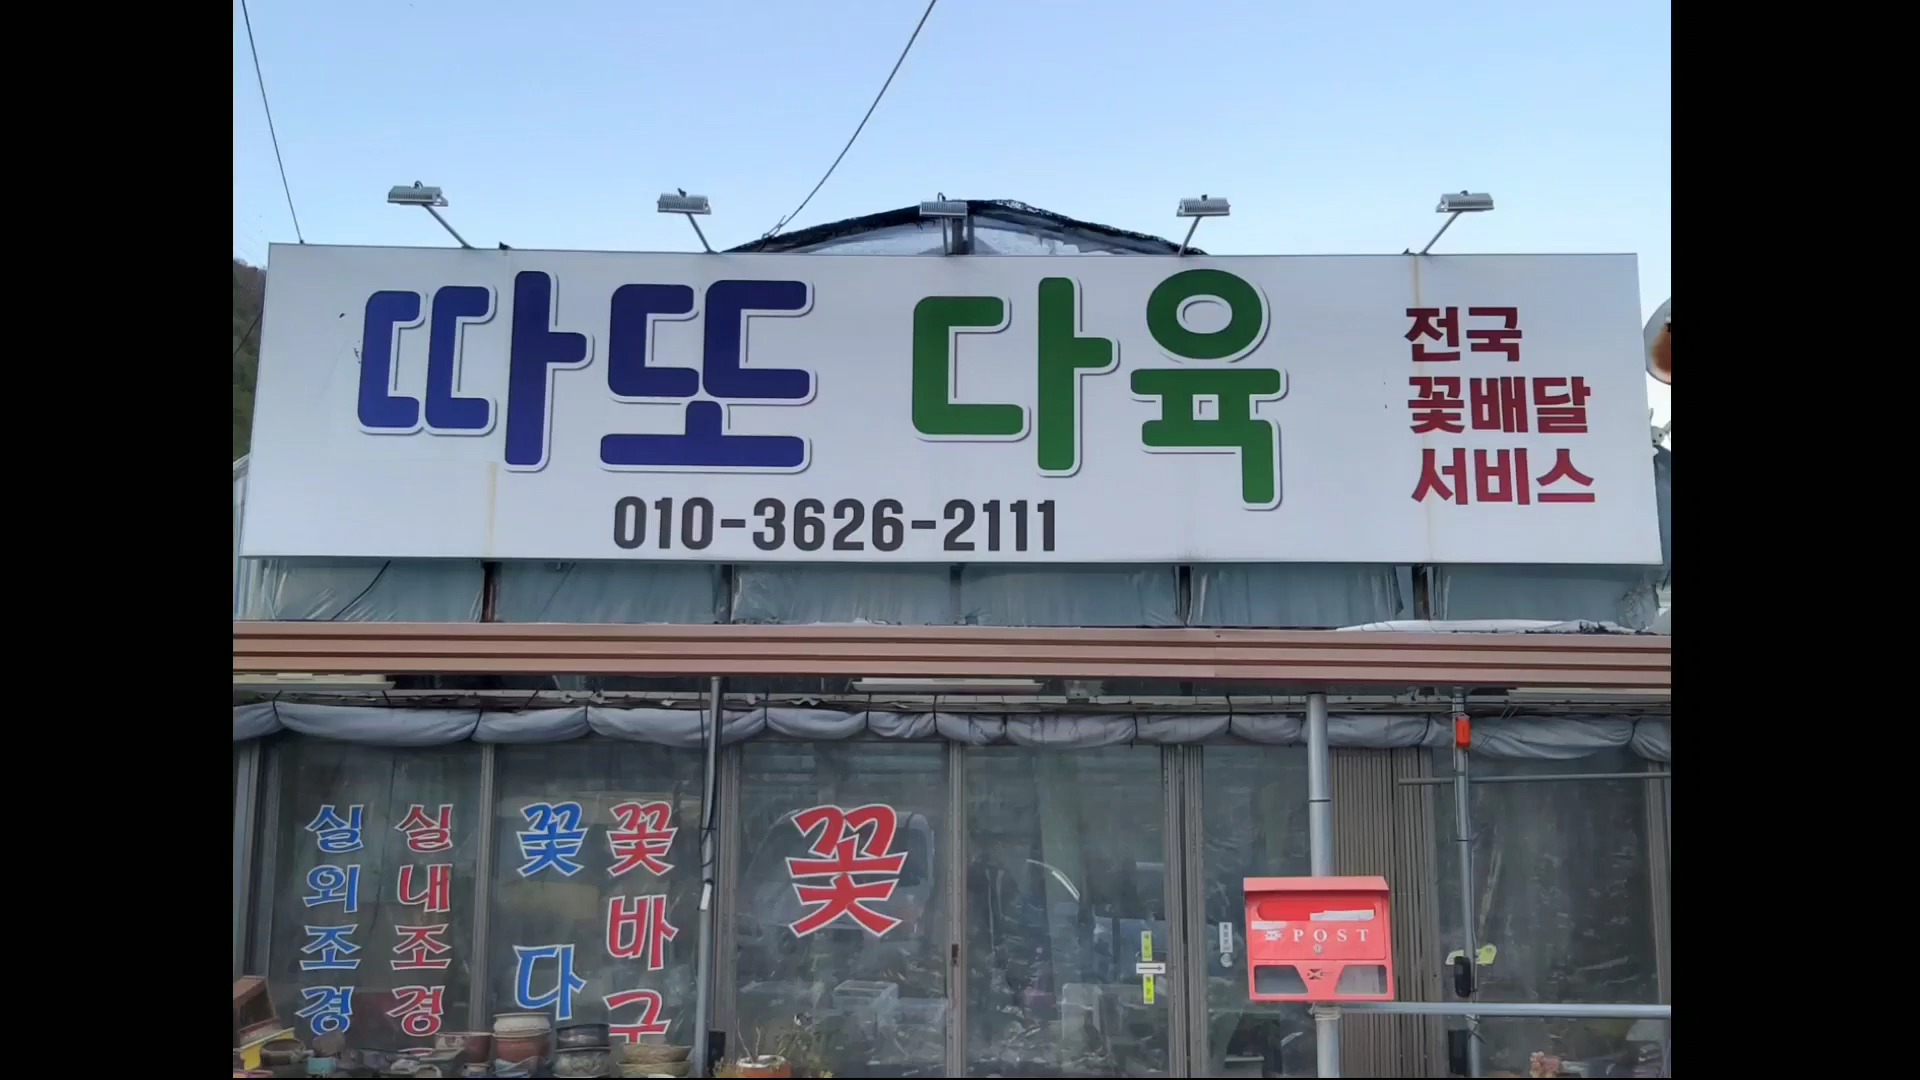 따또 다육
010-3626-2111
전국
꽃배달
서비스
실외조경
실내조경
꽃다
꽃바구
꽃
POST